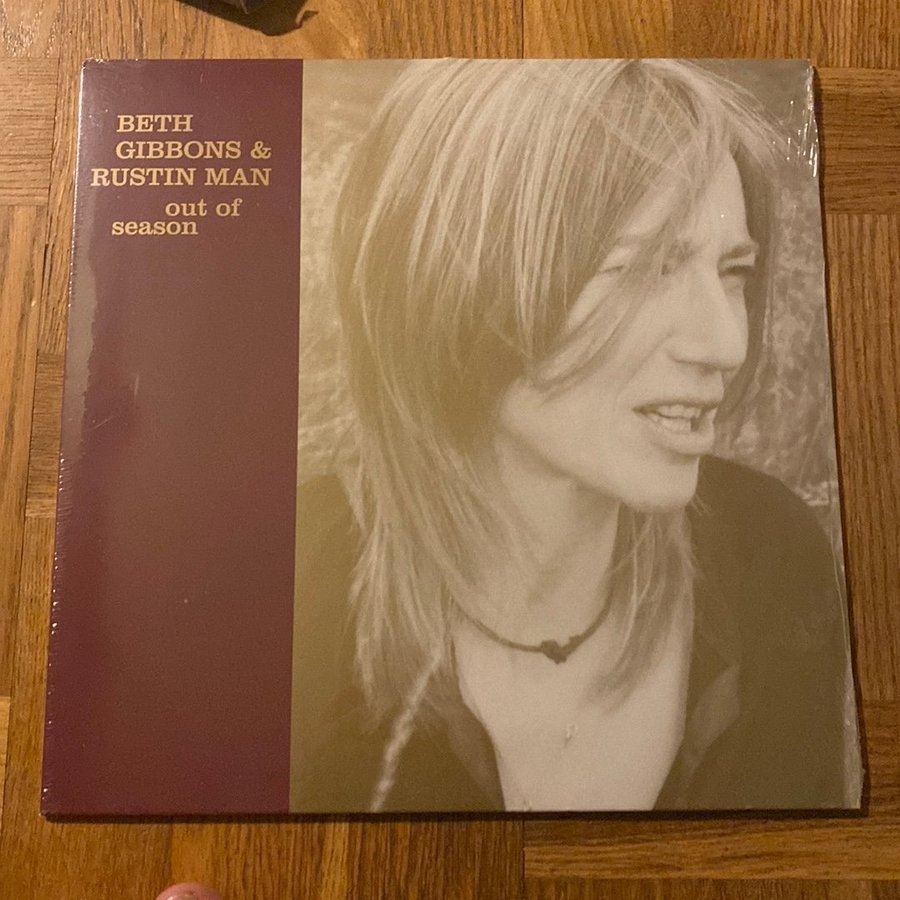 BETH
GIBBONS &
RUSTIN MAN
out of
season